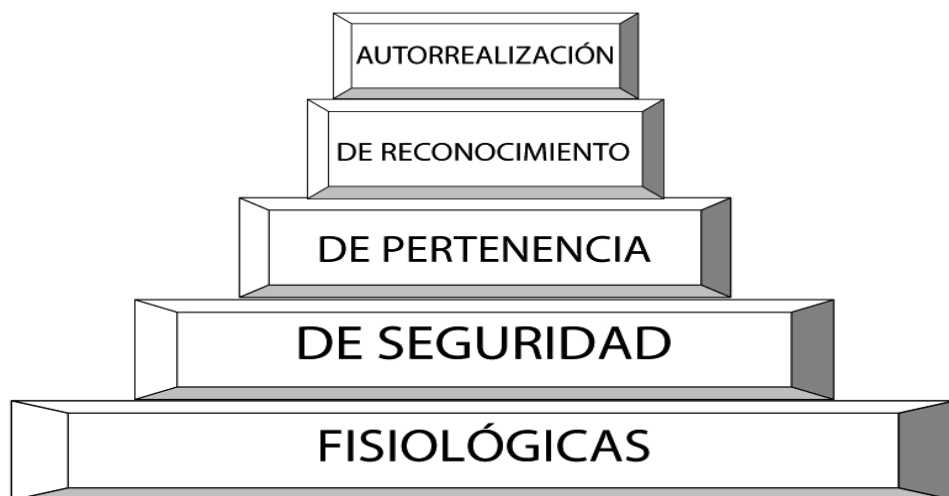 AUTORREALIZACIÓN
DE RECONOCIMIENTO
DE PERTENENCIA
DE SEGURIDAD
FISIOLÓGICAS